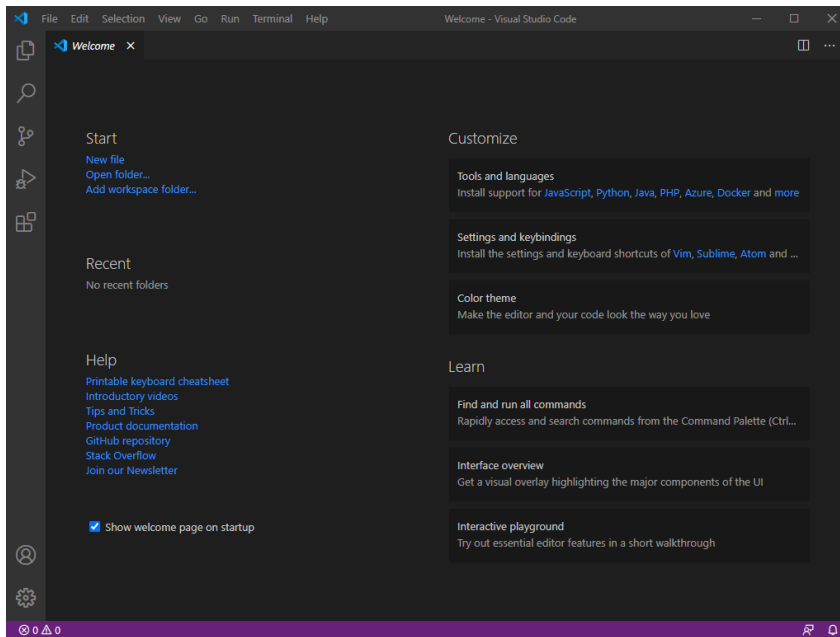 File Edit Selection View Go Run Terminal Help
Welcome - Visual Studio Code
Welcome
Start
New file
Open folder...
Add workspace folder...
Recent
No recent folders
Help
Printable keyboard cheatsheet
Introductory videos
Tips and Tricks
Product documentation
GitHub repository
Stack Overflow
Join our Newsletter
Show welcome page on startup
Customize
Tools and languages
Install support for JavaScript, Python, Java, PHP, Azure, Docker and more
Settings and keybindings
Install the settings and keyboard shortcuts of Vim, Sublime, Atom and ...
Color theme
Make the editor and your code look the way you love
Learn
Find and run all commands
Rapidly access and search commands from the Command Palette (Ctrl...
Interface overview
Get a visual overlay highlighting the major components of the UI
Interactive playground
Try out essential editor features in a short walkthrough
0 0